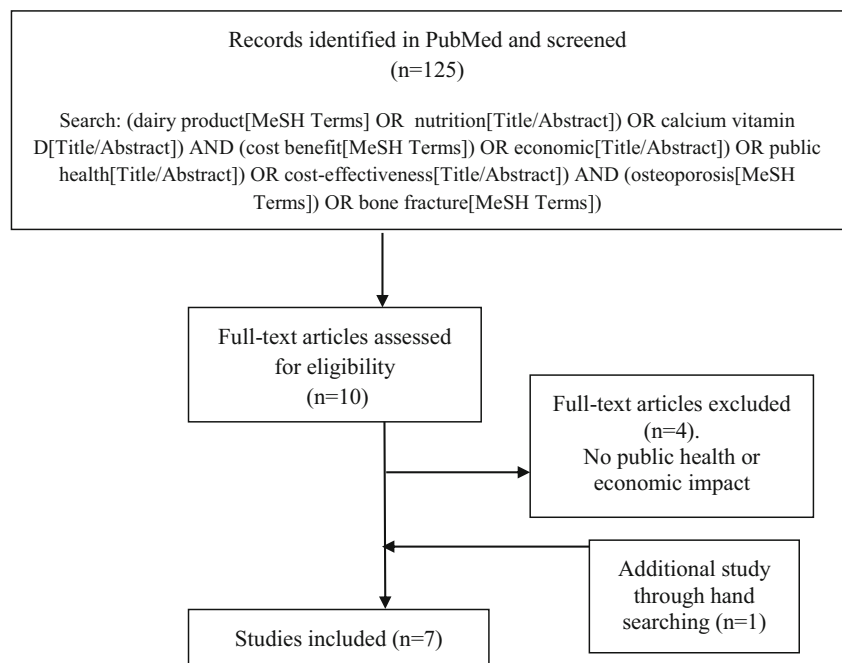 Records identified in PubMed and screened
(n=125)
Search: (dairy product[MeSH Terms] OR nutrition[Title/Abstract]) OR calcium vitamin
D[Title/Abstract]) AND (cost benefit[MeSH Terms]) OR economic[Title/Abstract]) OR public
health[Title/Abstract]) OR cost-effectiveness[Title/Abstract]) AND (osteoporosis[MeSH
Terms]) OR bone fracture[MeSH Terms])
Full-text articles assessed
for eligibility
(n=10)
Full-text articles excluded
(n=4).
No public health or
economic impact
Additional study
through hand
searching (n=1)
Studies included (n=7)